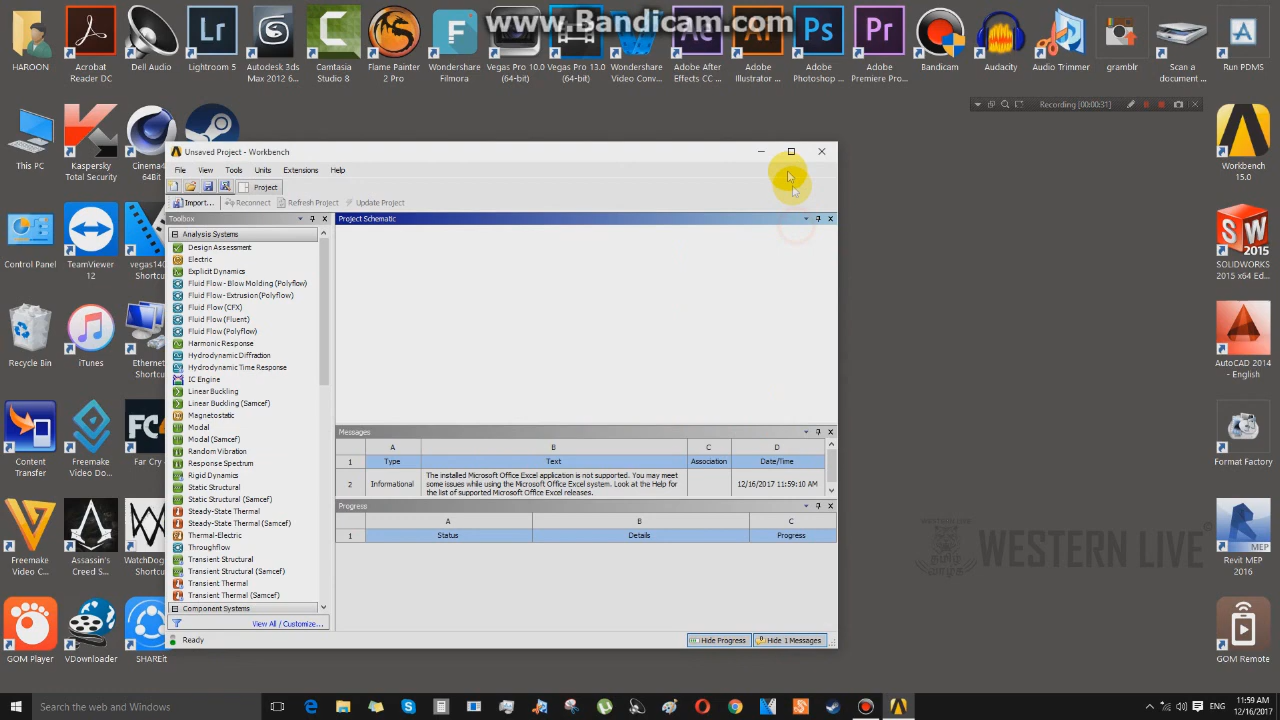 www.Bandicam.com
HAROON
Acrobat
Reader DC
Dell Audio
Lightroom 5
Autodesk 3ds
Max 2012 6...
Camtasia
Studio 8
Flame Painter
2 Pro
Wondershare
Filmora
Vegas Pro 10.0
(64-bit)
Vegas Pro 13.0
(64-bit)
Wondershare
Video Conv...
Adobe After
Effects CC ...
Adobe
Illustrator ...
Adobe
Photoshop ...
Adobe
Premiere Pro...
Bandicam
Audacity
Audio Trimmer
gramblr
Scan a
document ...
Run PDMS
Recording [00:00:31]
This PC
Kaspersky
Total Security
Cinema4
64Bit
Workbench
15.0
Control Panel
TeamViewer
12
vegas140
Shortcu
SOLIDWORKS
2015 x64 Ed...
Recycle Bin
iTunes
Ethernet
Shortcu
AutoCAD 2014
- English
Content
Transfer
Freemake
Video Do...
Far Cry
Format Factory
Freemake
Video C...
Assassin's
Creed S...
WatchDog
Shortcu
Revit MEP
2016
GOM Player
VDownloader
SHAREit
GOM Remote
WESTERN LIVE
Unsaved Project - Workbench
File View Tools Units Extensions Help
Project
Import... Reconnect Refresh Project Update Project
Toolbox
Analysis Systems
Design Assessment
Electric
Explicit Dynamics
Fluid Flow - Blow Molding (Polyflow)
Fluid Flow - Extrusion(Polyflow)
Fluid Flow (CFX)
Fluid Flow (Fluent)
Fluid Flow (Polyflow)
Harmonic Response
Hydrodynamic Diffraction
Hydrodynamic Time Response
IC Engine
Linear Buckling
Linear Buckling (Samcef)
Magnetostatic
Modal
Modal (Samcef)
Random Vibration
Response Spectrum
Rigid Dynamics
Static Structural
Static Structural (Samcef)
Steady-State Thermal
Steady-State Thermal (Samcef)
Thermal-Electric
Throughflow
Transient Structural
Transient Structural (Samcef)
Transient Thermal
Transient Thermal (Samcef)
Component Systems
View All / Customize...
Project Schematic
Messages
A B C D
1 Type Text Association Date/Time
2 Informational The installed Microsoft Office Excel application is not supported. You may meet
some issues while using the Microsoft Office Excel system. Look at the Help for
the list of supported Microsoft Office Excel releases.
12/16/2017 11:59:10 AM
Progress
A B C
1 Status Details Progress
Ready
Hide Progress Hide 1 Messages
Search the web and Windows
ENG
11:59 AM
12/16/2017